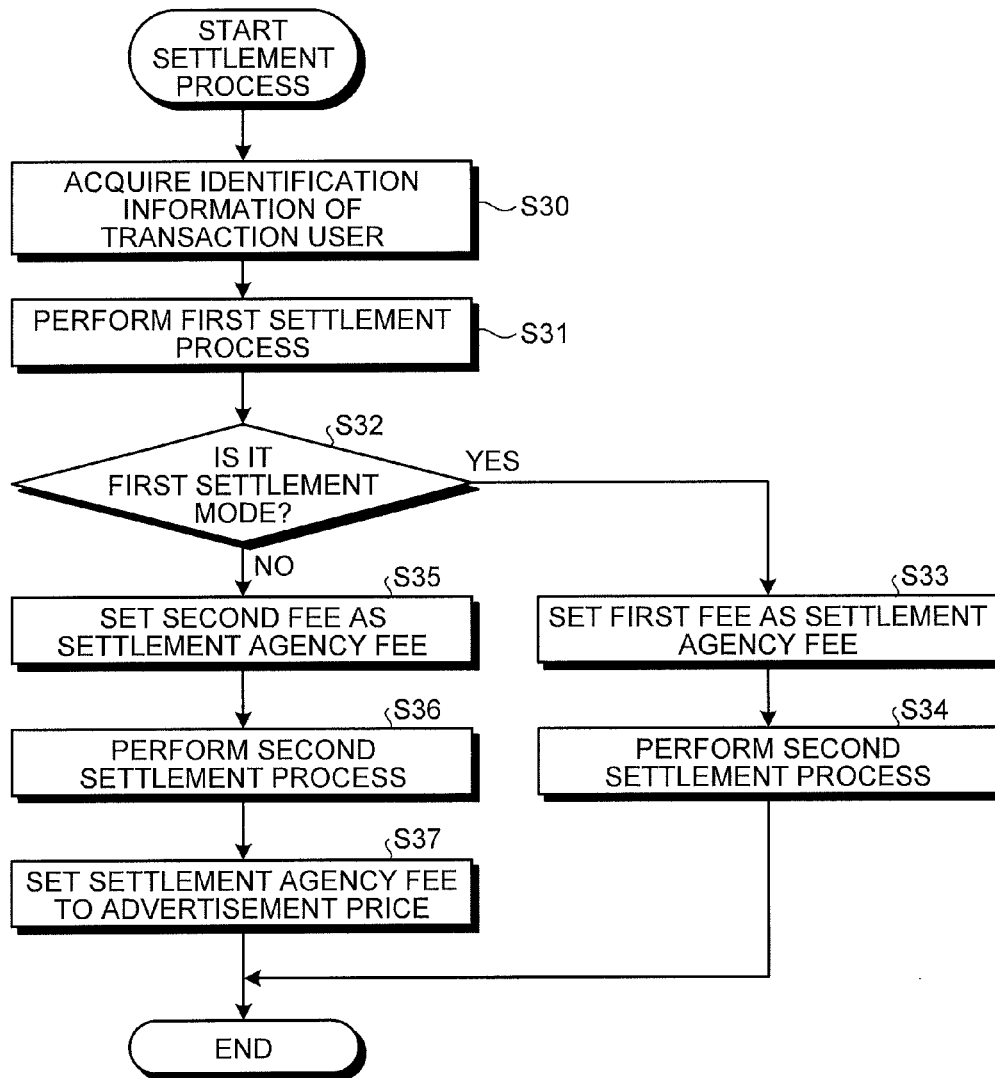 START
SETTLEMENT
PROCESS
ACQUIRE IDENTIFICATION
INFORMATION OF
TRANSACTION USER
S30
PERFORM FIRST SETTLEMENT
PROCESS
S31
S32
IS IT
FIRST SETTLEMENT
MODE?
YES
NO
S35
SET SECOND FEE AS
SETTLEMENT AGENCY FEE
S33
SET FIRST FEE AS SETTLEMENT
AGENCY FEE
S36
PERFORM SECOND
SETTLEMENT PROCESS
S34
PERFORM SECOND
SETTLEMENT PROCESS
S37
SET SETTLEMENT AGENCY FEE
TO ADVERTISEMENT PRICE
END